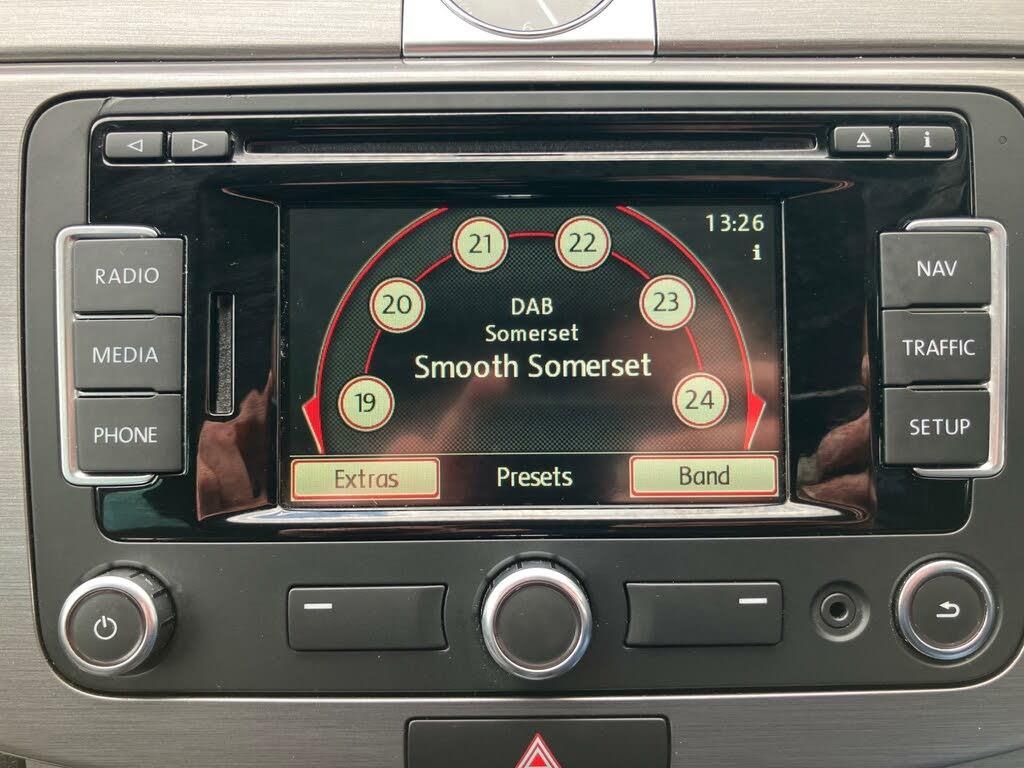 6
i
RADIO
MEDIA
PHONE
13:26
i
21
22
20
23
19
24
DAB
Somerset
Smooth Somerset
Extras
Presets
Band
NAV
TRAFFIC
SETUP